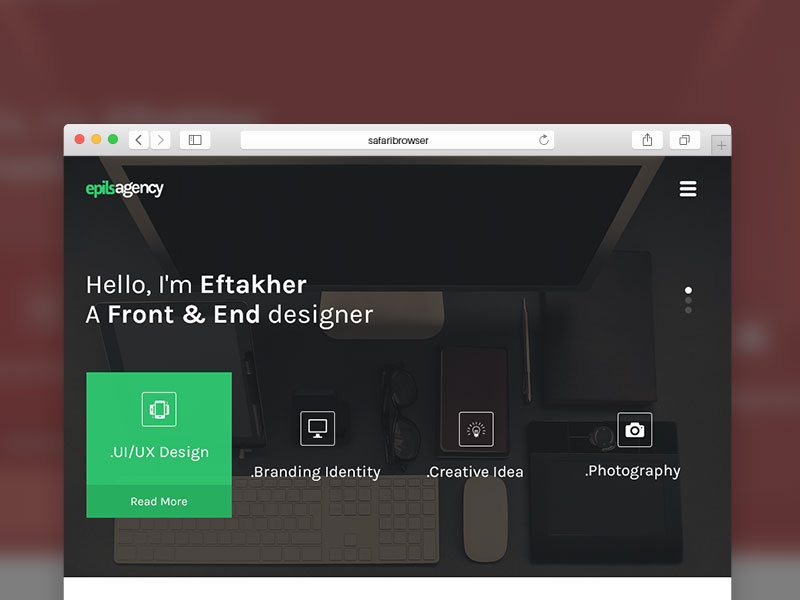 safaribrowser
epilsagency
Hello, I'm Eftakher
A Front & End designer
.UI/UX Design
Read More
.Branding Identity
.Creative Idea
.Photography